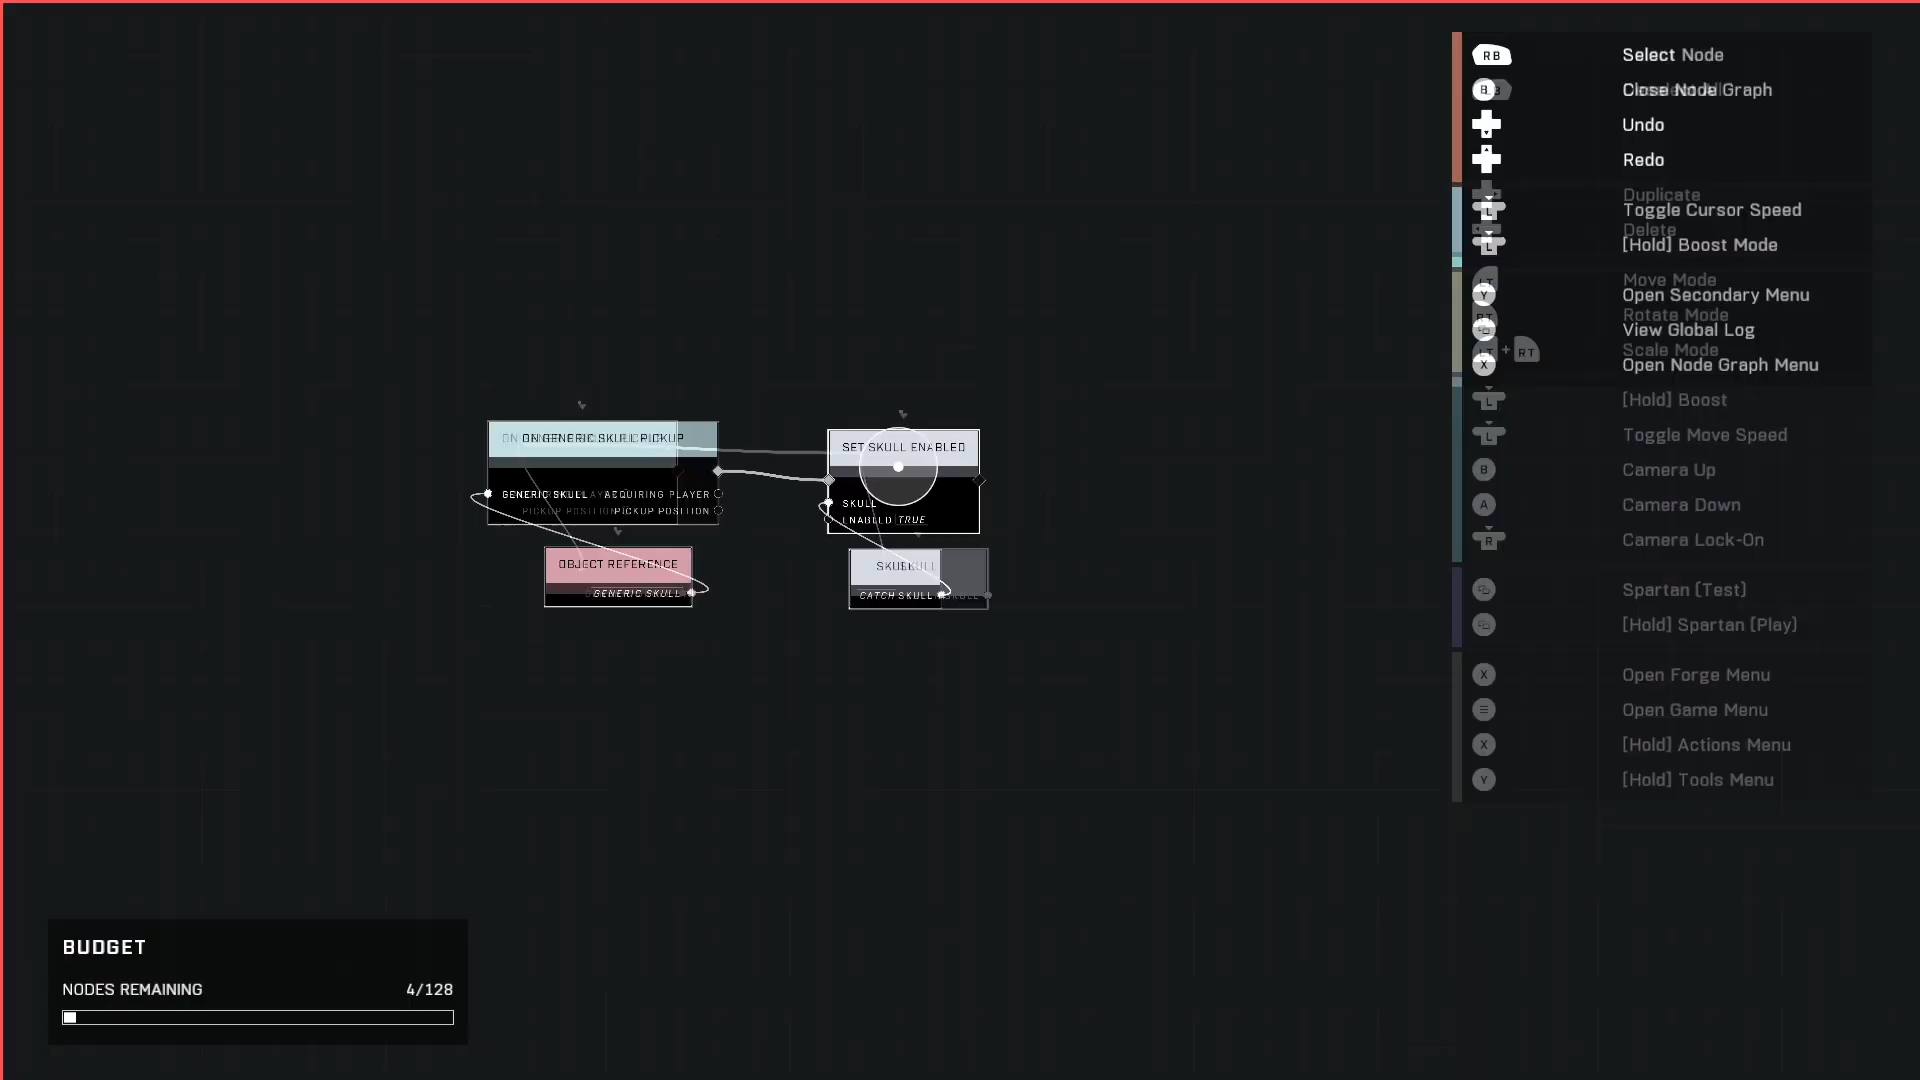 RB Select Node
B Close Node Graph
Undo
Redo
Duplicate
L Toggle Cursor Speed
Delete
L [Hold] Boost Mode
Move Mode
Y Open Secondary Menu
Rotate Mode
View Global Log
+ RT Scale Mode
X Open Node Graph Menu
L [Hold] Boost
L Toggle Move Speed
B Camera Up
A Camera Down
R Camera Lock-On
Spartan (Test)
[Hold] Spartan (Play)
X Open Forge Menu
Open Game Menu
X [Hold] Actions Menu
Y [Hold] Tools Menu
ON GENERIC SKULL PICKUP
GENERIC SKULL ACQUIRING PLAYER
PICKUP POSITION PICKUP POSITION
OBJECT REFERENCE
GENERIC SKULL
SET SKULL ENABLED
SKULL
ENABLED TRUE
SKULL
CATCH SKULL
BUDGET
NODES REMAINING 4/128